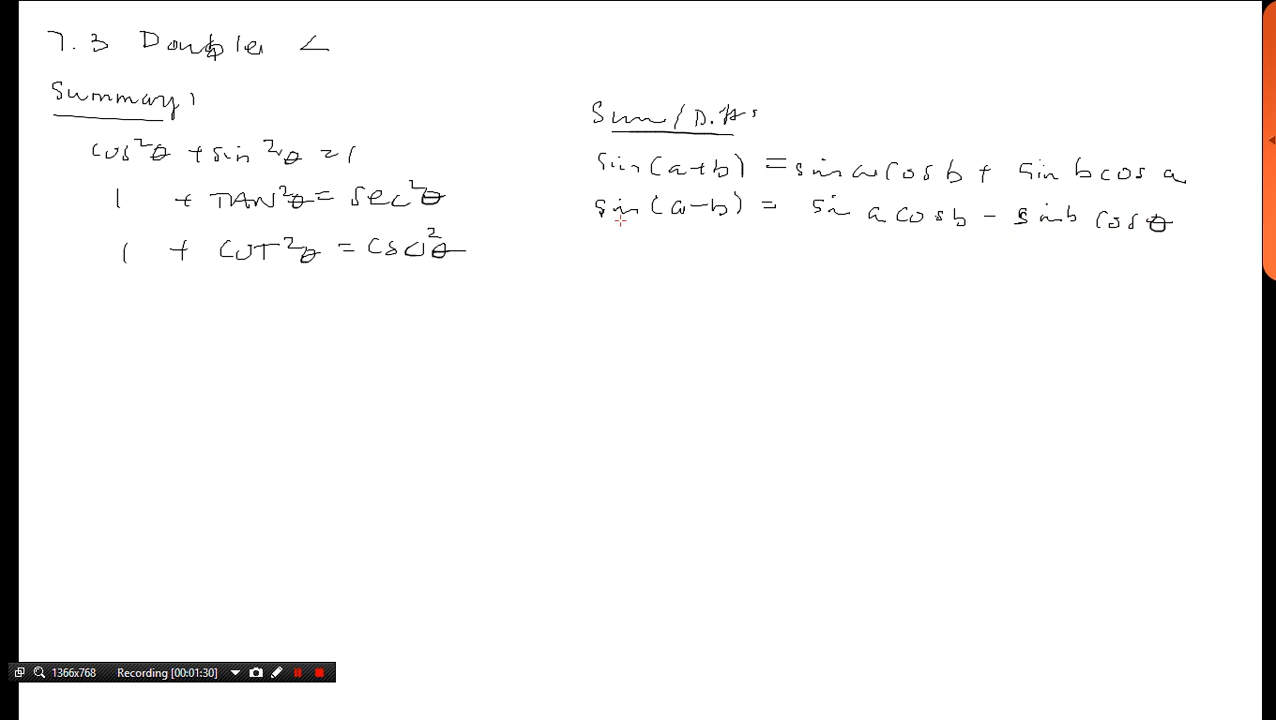 7.3 Double ∠
Summary:
cos²θ + sin²θ = 1
1 + TAN²θ = sec²θ
1 + COT²θ = csc²θ
Sum/Diff:
sin(a+b) = sin a cos b + sin b cos a
sin(a-b) = sin a cos b - sin b cos θ
1366x768 Recording [00:01:30]